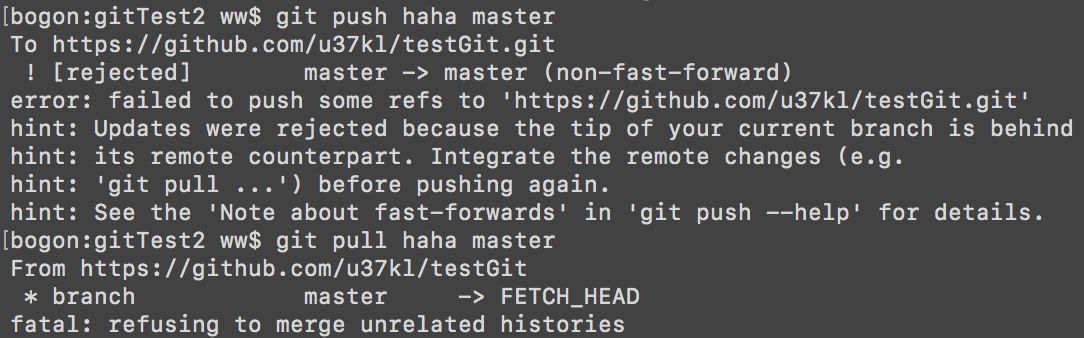 [bogon:gitTest2 ww$ git push haha master
To https://github.com/u37kl/testGit.git
 ! [rejected]        master -> master (non-fast-forward)
error: failed to push some refs to 'https://github.com/u37kl/testGit.git'
hint: Updates were rejected because the tip of your current branch is behind
hint: its remote counterpart. Integrate the remote changes (e.g.
hint: 'git pull ...') before pushing again.
hint: See the 'Note about fast-forwards' in 'git push --help' for details.
[bogon:gitTest2 ww$ git pull haha master
From https://github.com/u37kl/testGit
 * branch            master     -> FETCH_HEAD
fatal: refusing to merge unrelated histories